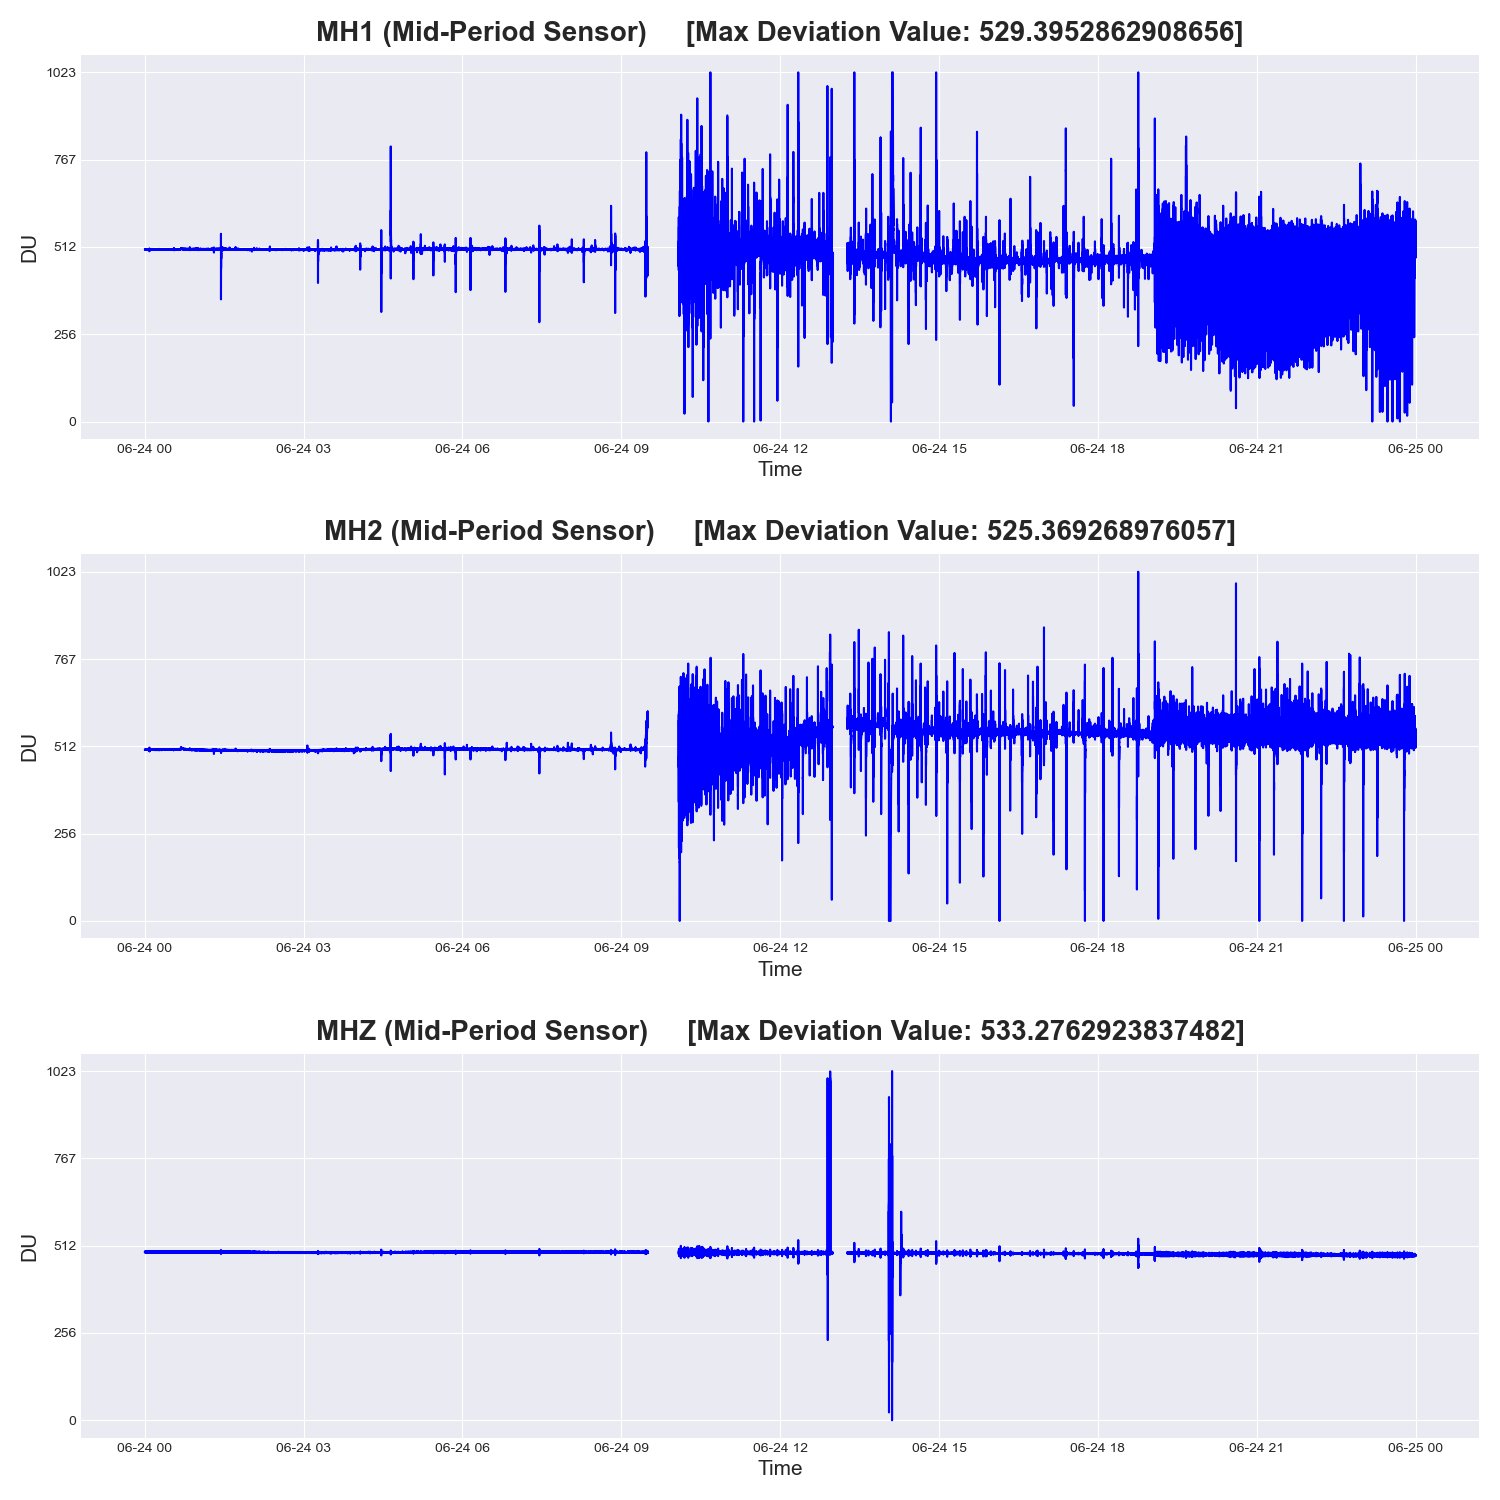 MH1 (Mid-Period Sensor) [Max Deviation Value: 529.3952862908656]
1023
767
512
256
0
DU
06-24 00 06-24 03 06-24 06 06-24 09 06-24 12 06-24 15 06-24 18 06-24 21 06-25 00
Time
MH2 (Mid-Period Sensor) [Max Deviation Value: 525.369268976057]
1023
767
512
256
0
DU
06-24 00 06-24 03 06-24 06 06-24 09 06-24 12 06-24 15 06-24 18 06-24 21 06-25 00
Time
MHZ (Mid-Period Sensor) [Max Deviation Value: 533.2762923837482]
1023
767
512
256
0
DU
06-24 00 06-24 03 06-24 06 06-24 09 06-24 12 06-24 15 06-24 18 06-24 21 06-25 00
Time